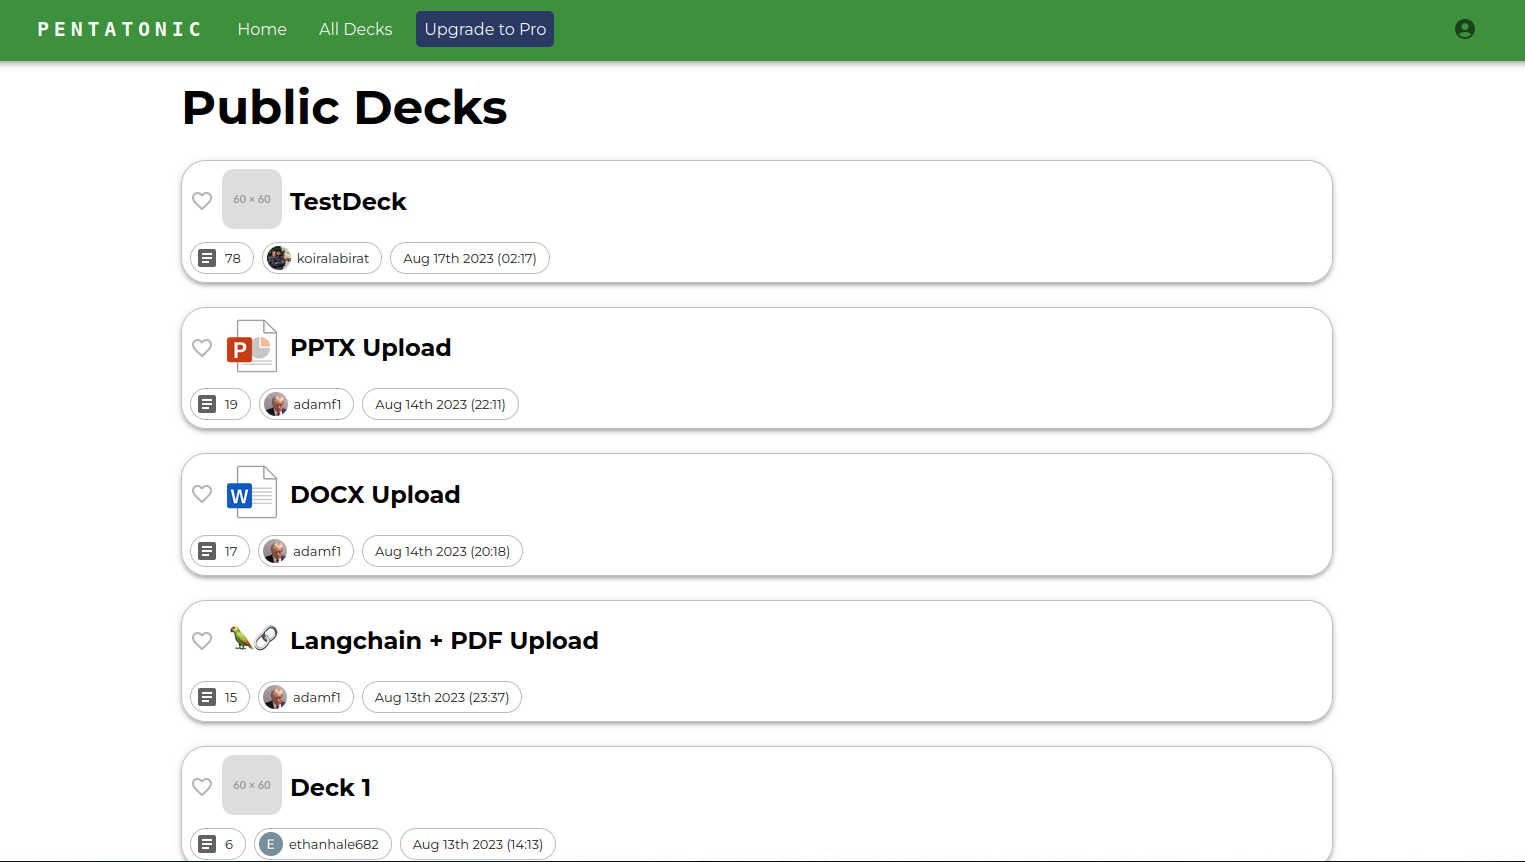 PENTATONIC Home All Decks Upgrade to Pro
Public Decks
60 × 60 TestDeck
78 koiralabirat Aug 17th 2023 (02:17)
P PPTX Upload
19 adamf1 Aug 14th 2023 (22:11)
W DOCX Upload
17 adamf1 Aug 14th 2023 (20:18)
Langchain + PDF Upload
15 adamf1 Aug 13th 2023 (23:37)
60 × 60 Deck 1
6 E ethanhale682 Aug 13th 2023 (14:13)